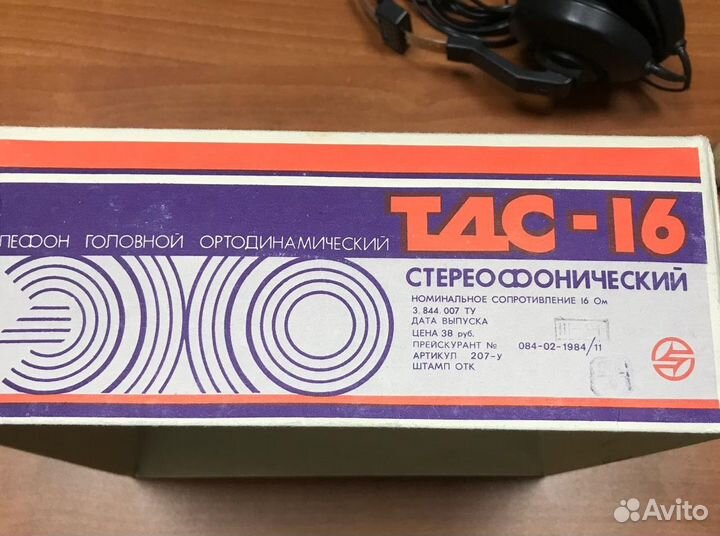 ТДС-16
ЛЕФОН ГОЛОВНОЙ ОРТОДИНАМИЧЕСКИЙ
ЭХО
СТЕРЕОФОНИЧЕСКИЙ
НОМИНАЛЬНОЕ СОПРОТИВЛЕНИЕ 16 Ом
3. 844. 007 ТУ
ДАТА ВЫПУСКА
ЦЕНА 38 руб.
ПРЕЙСКУРАНТ № 084-02-1984/11
АРТИКУЛ 207-у
ШТАМП ОТК
Avito